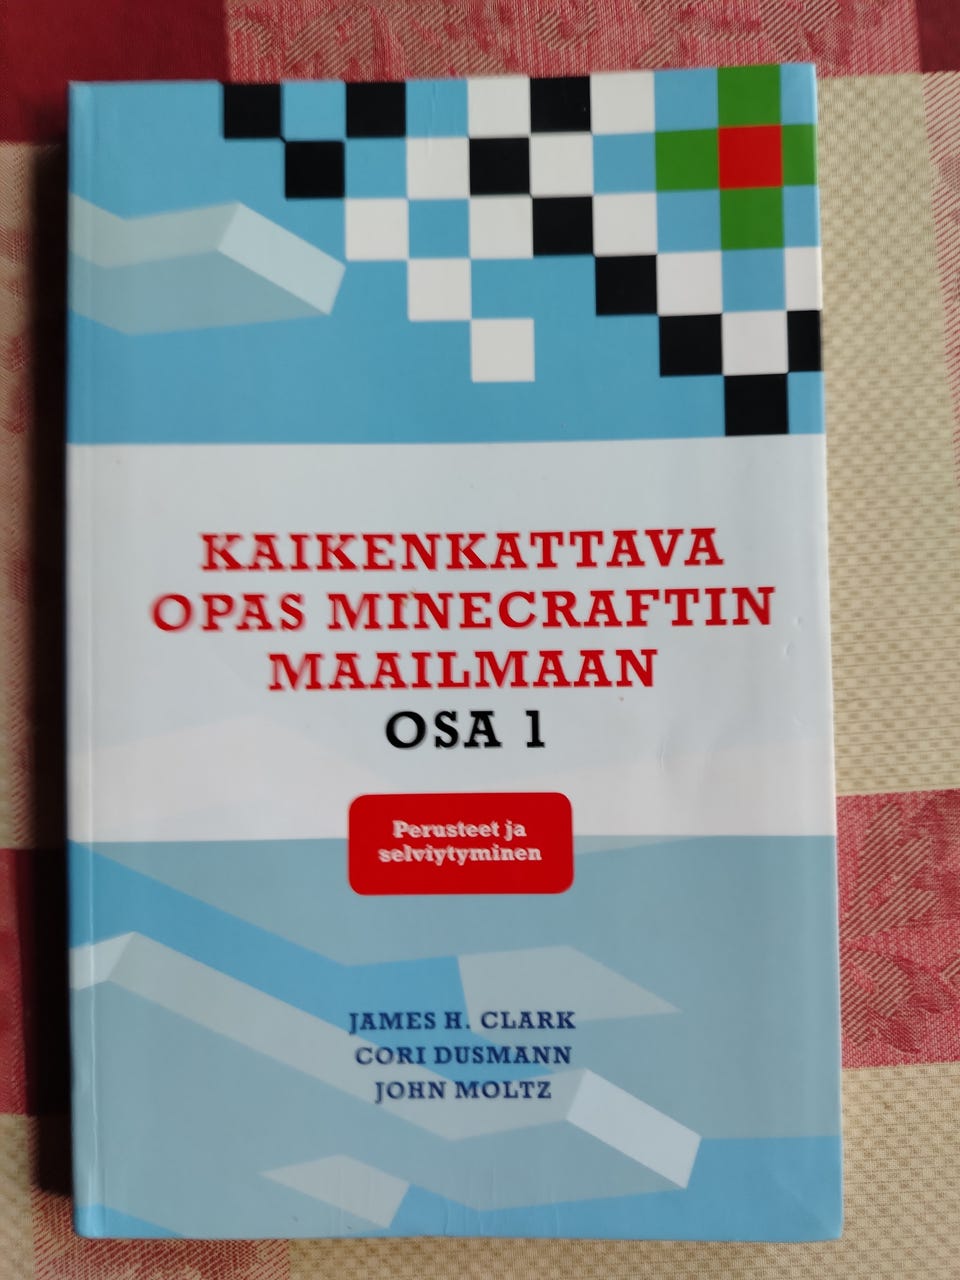 KAIKENKATTAVA
OPAS MINECRAFTIN
MAAILMAAN
OSA 1
Perusteet ja
selviytyminen
JAMES H. CLARK
CORI DUSMANN
JOHN MOLTZ